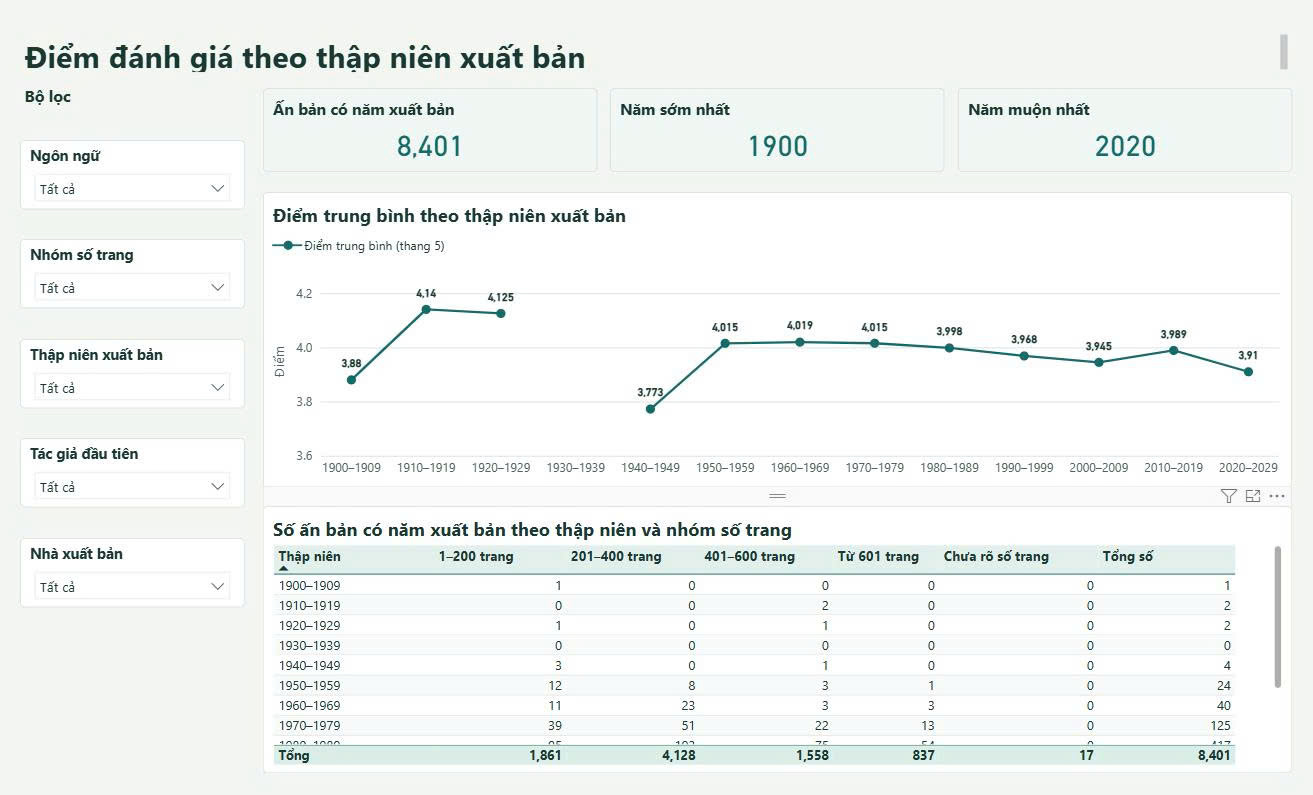 Điểm đánh giá theo thập niên xuất bản
Bộ lọc
Ngôn ngữ
Tất cả
Nhóm số trang
Tất cả
Thập niên xuất bản
Tất cả
Tác giả đầu tiên
Tất cả
Nhà xuất bản
Tất cả
Ấn bản có năm xuất bản
8,401
Năm sớm nhất
1900
Năm muộn nhất
2020
Điểm trung bình theo thập niên xuất bản
Điểm trung bình (thang 5)
Điểm
4.2
4.0
3.8
3.6
3,88 4,14 4,125 3,773 4,015 4,019 4,015 3,998 3,968 3,945 3,989 3,91
1900–1909 1910–1919 1920–1929 1930–1939 1940–1949 1950–1959 1960–1969 1970–1979 1980–1989 1990–1999 2000–2009 2010–2019 2020–2029
Số ấn bản có năm xuất bản theo thập niên và nhóm số trang
Thập niên 1–200 trang 201–400 trang 401–600 trang Từ 601 trang Chưa rõ số trang Tổng số
1900–1909 1 0 0 0 0 1
1910–1919 0 0 2 0 0 2
1920–1929 1 0 1 0 0 2
1930–1939 0 0 0 0 0 0
1940–1949 3 0 1 0 0 4
1950–1959 12 8 3 1 0 24
1960–1969 11 23 3 3 0 40
1970–1979 39 51 22 13 0 125
Tổng 1,861 4,128 1,558 837 17 8,401